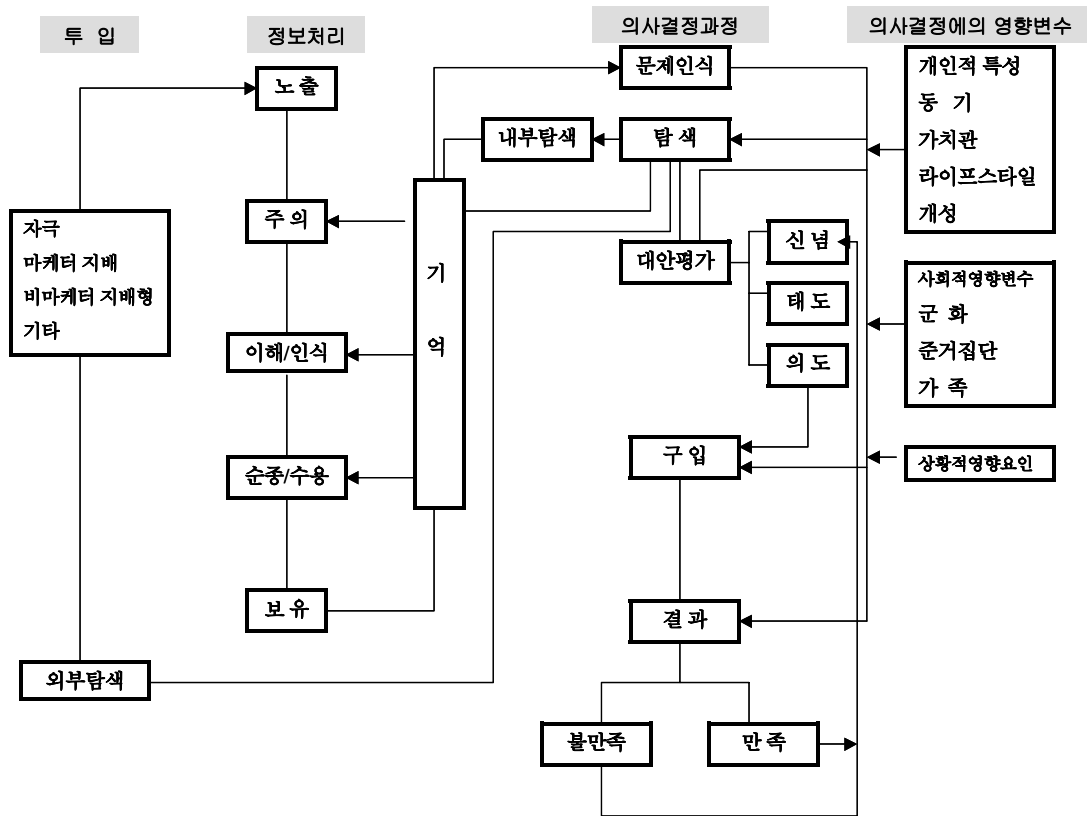 투 입
정보처리
의사결정과정
의사결정에의 영향변수
노 출
주 의
이해/인식
순종/수용
보 유
자극
마케터 지배
비마케터 지배형
기타
외부탐색
기
억
내부탐색
문제인식
탐 색
대안평가
신 념
태 도
의 도
구 입
결 과
불만족
만 족
개인적 특성
동 기
가치관
라이프스타일
개성
사회적영향변수
군 화
준거집단
가 족
상황적영향요인